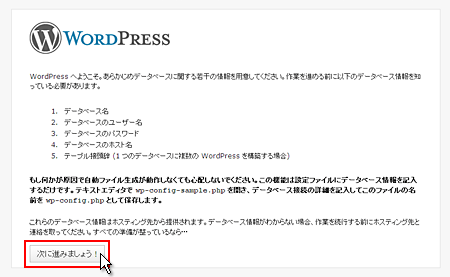 WORDPRESS
WordPress へようこそ。あらかじめデータベースに関する若干の情報を用意してください。作業を進める前に以下のデータベース情報を知
っている必要があります。
1. データベース名
2. データベースのユーザー名
3. データベースのパスワード
4. データベースのホスト名
5. テーブル接頭辞 (1 つのデータベースに複数の WordPress を構築する場合)
もし何かが原因で自動ファイル生成が動作しなくても心配しないでください。この機能は設定ファイルにデータベース情報を記入
するだけです。テキストエディタで wp-config-sample.php を開き、データベース接続の詳細を記入してこのファイルの名
前を wp-config.php として保存します。
これらのデータベース情報はホスティング先から提供されます。データベース情報がわからない場合、作業を続行する前にホスティング先と
連絡を取ってください。すべての準備が整っているなら…
次に進みましょう！